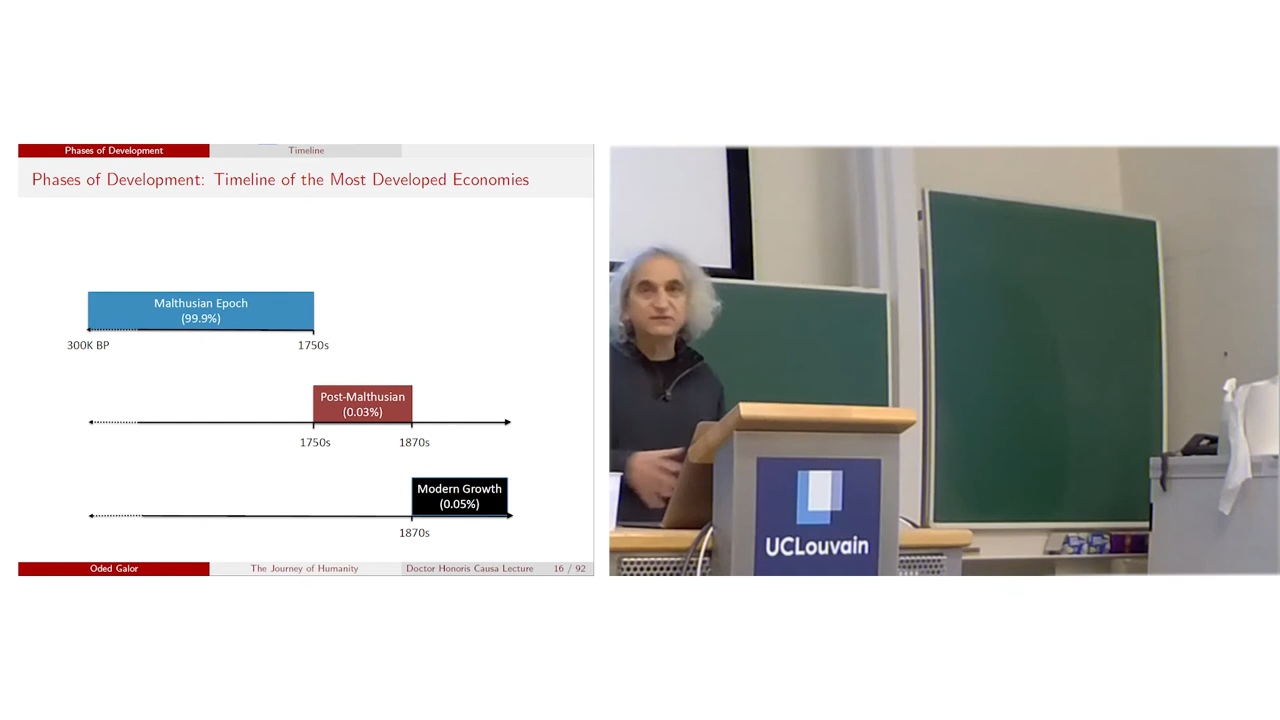 Phases of Development
Timeline
Phases of Development: Timeline of the Most Developed Economies
Malthusian Epoch
(99.9%)
300K BP
1750s
Post-Malthusian
(0.03%)
1750s
1870s
Modern Growth
(0.05%)
1870s
Oded Galor
The Journey of Humanity
Doctor Honoris Causa Lecture
16 / 92
UCLouvain